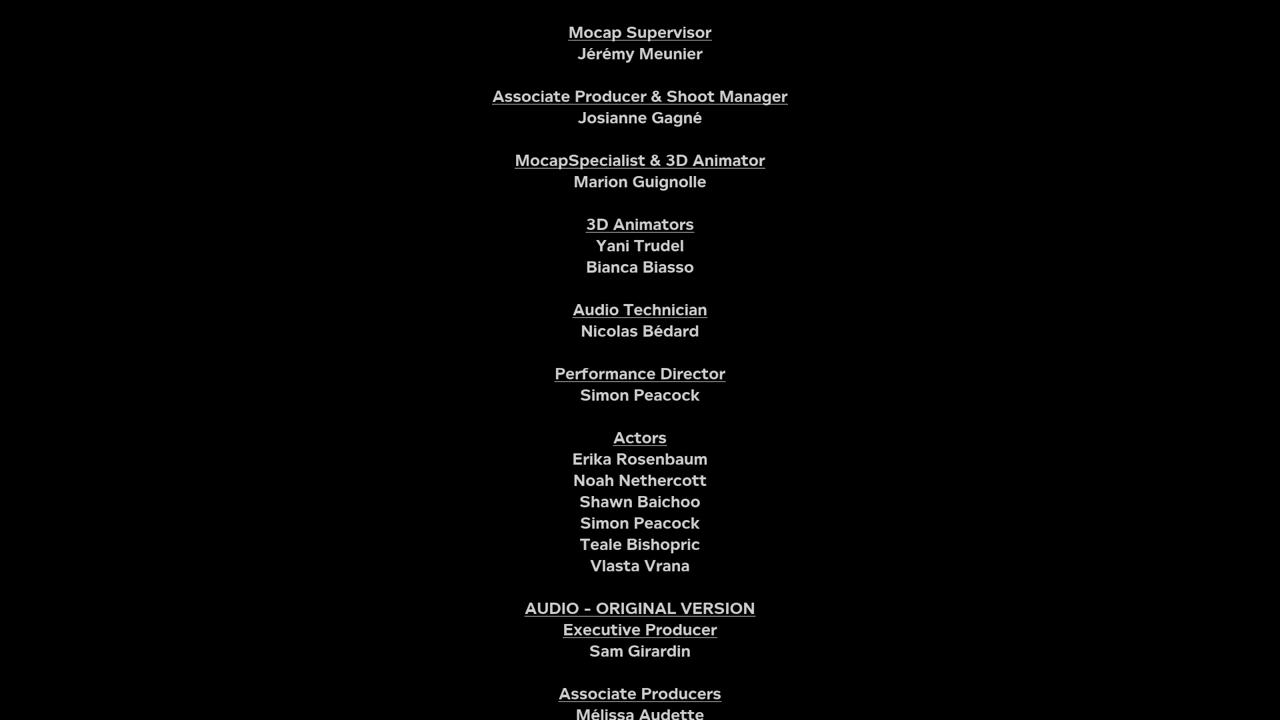 Mocap Supervisor
Jérémy Meunier
Associate Producer & Shoot Manager
Josianne Gagné
MocapSpecialist & 3D Animator
Marion Guignolle
3D Animators
Yani Trudel
Bianca Biasso
Audio Technician
Nicolas Bédard
Performance Director
Simon Peacock
Actors
Erika Rosenbaum
Noah Nethercott
Shawn Baichoo
Simon Peacock
Teale Bishopric
Vlasta Vrana
AUDIO - ORIGINAL VERSION
Executive Producer
Sam Girardin
Associate Producers
Mélissa Audette